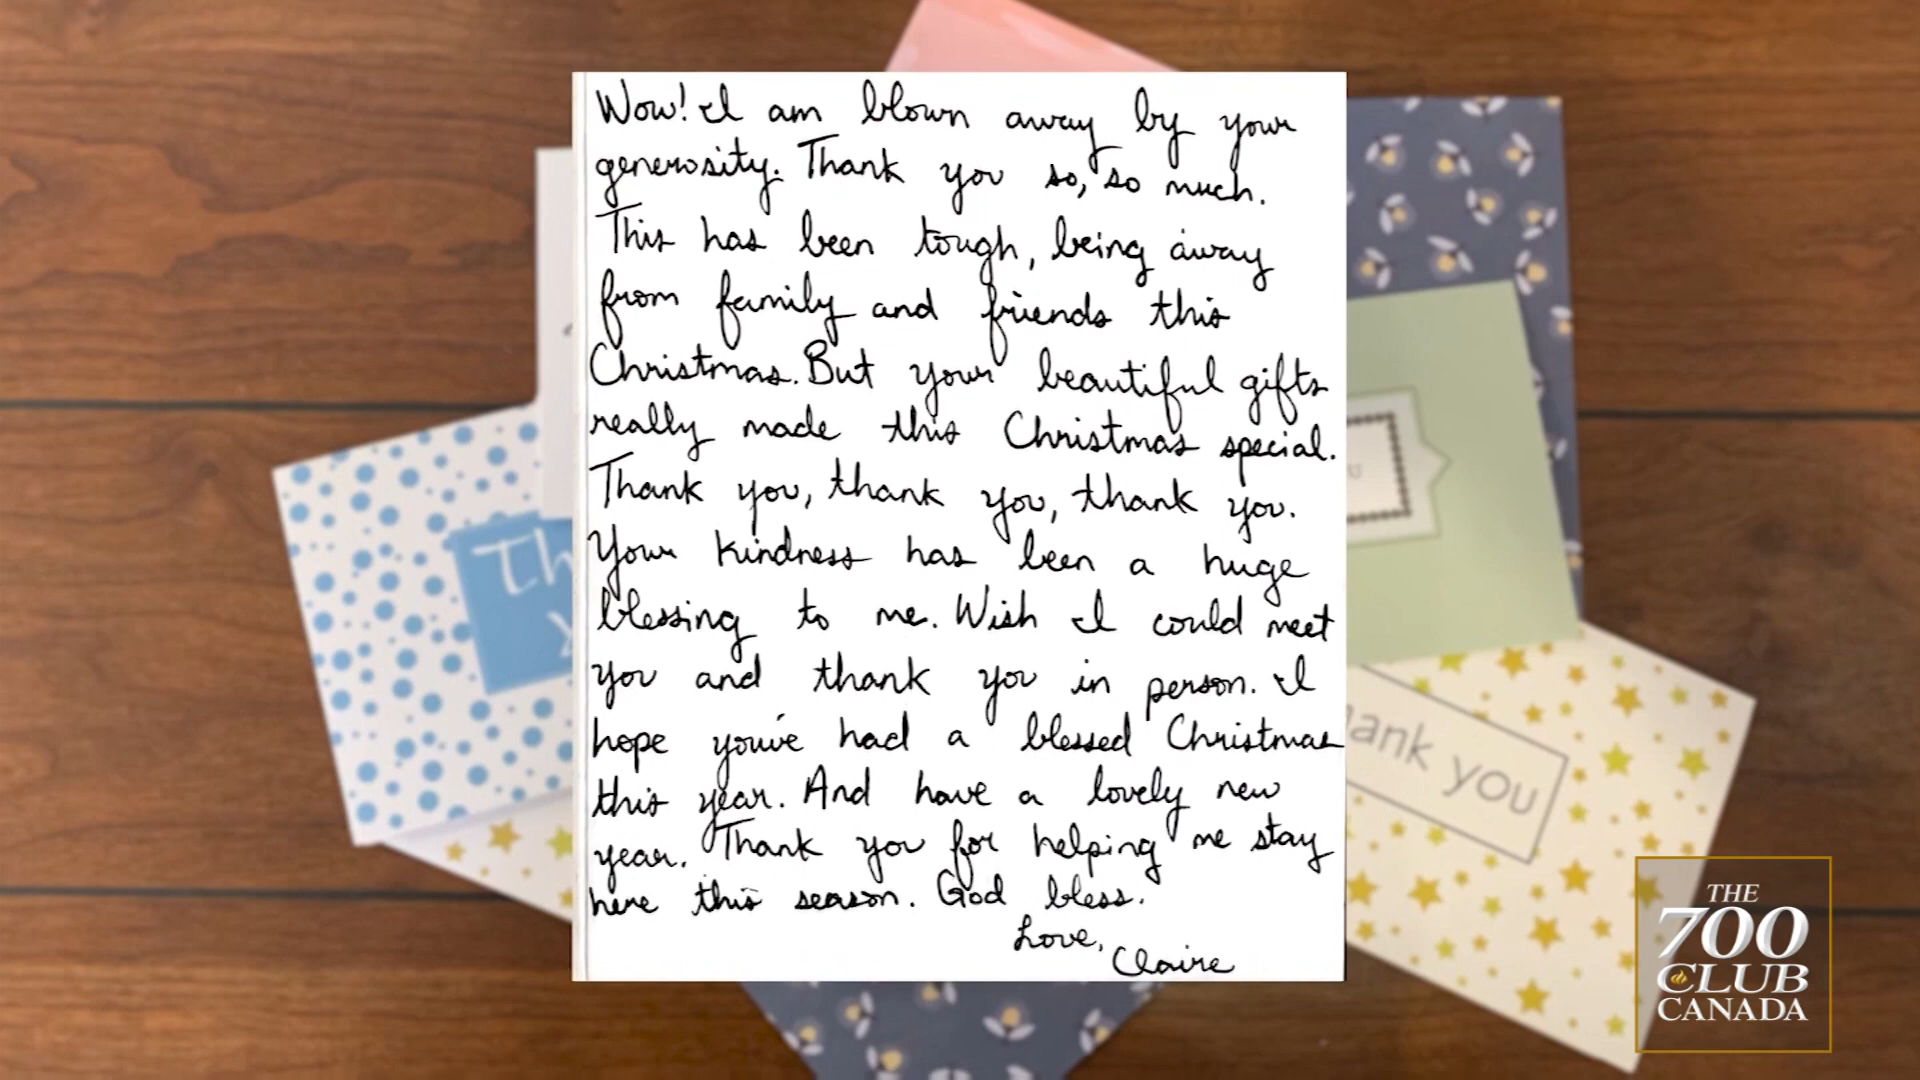 Wow! I am blown away by your
generosity. Thank you so, so much.
This has been tough, being away
from family and friends this
Christmas. But your beautiful gifts
really made this Christmas special.
Thank you, thank you, thank you.
Your kindness has been a huge
blessing to me. Wish I could meet
you and thank you in person. I
hope you've had a blessed Christmas
this year. And have a lovely new
year. Thank you for helping me stay
here this season. God bless.
Love,
Claire
Th
hank you
THE
700
CLUB
CANADA